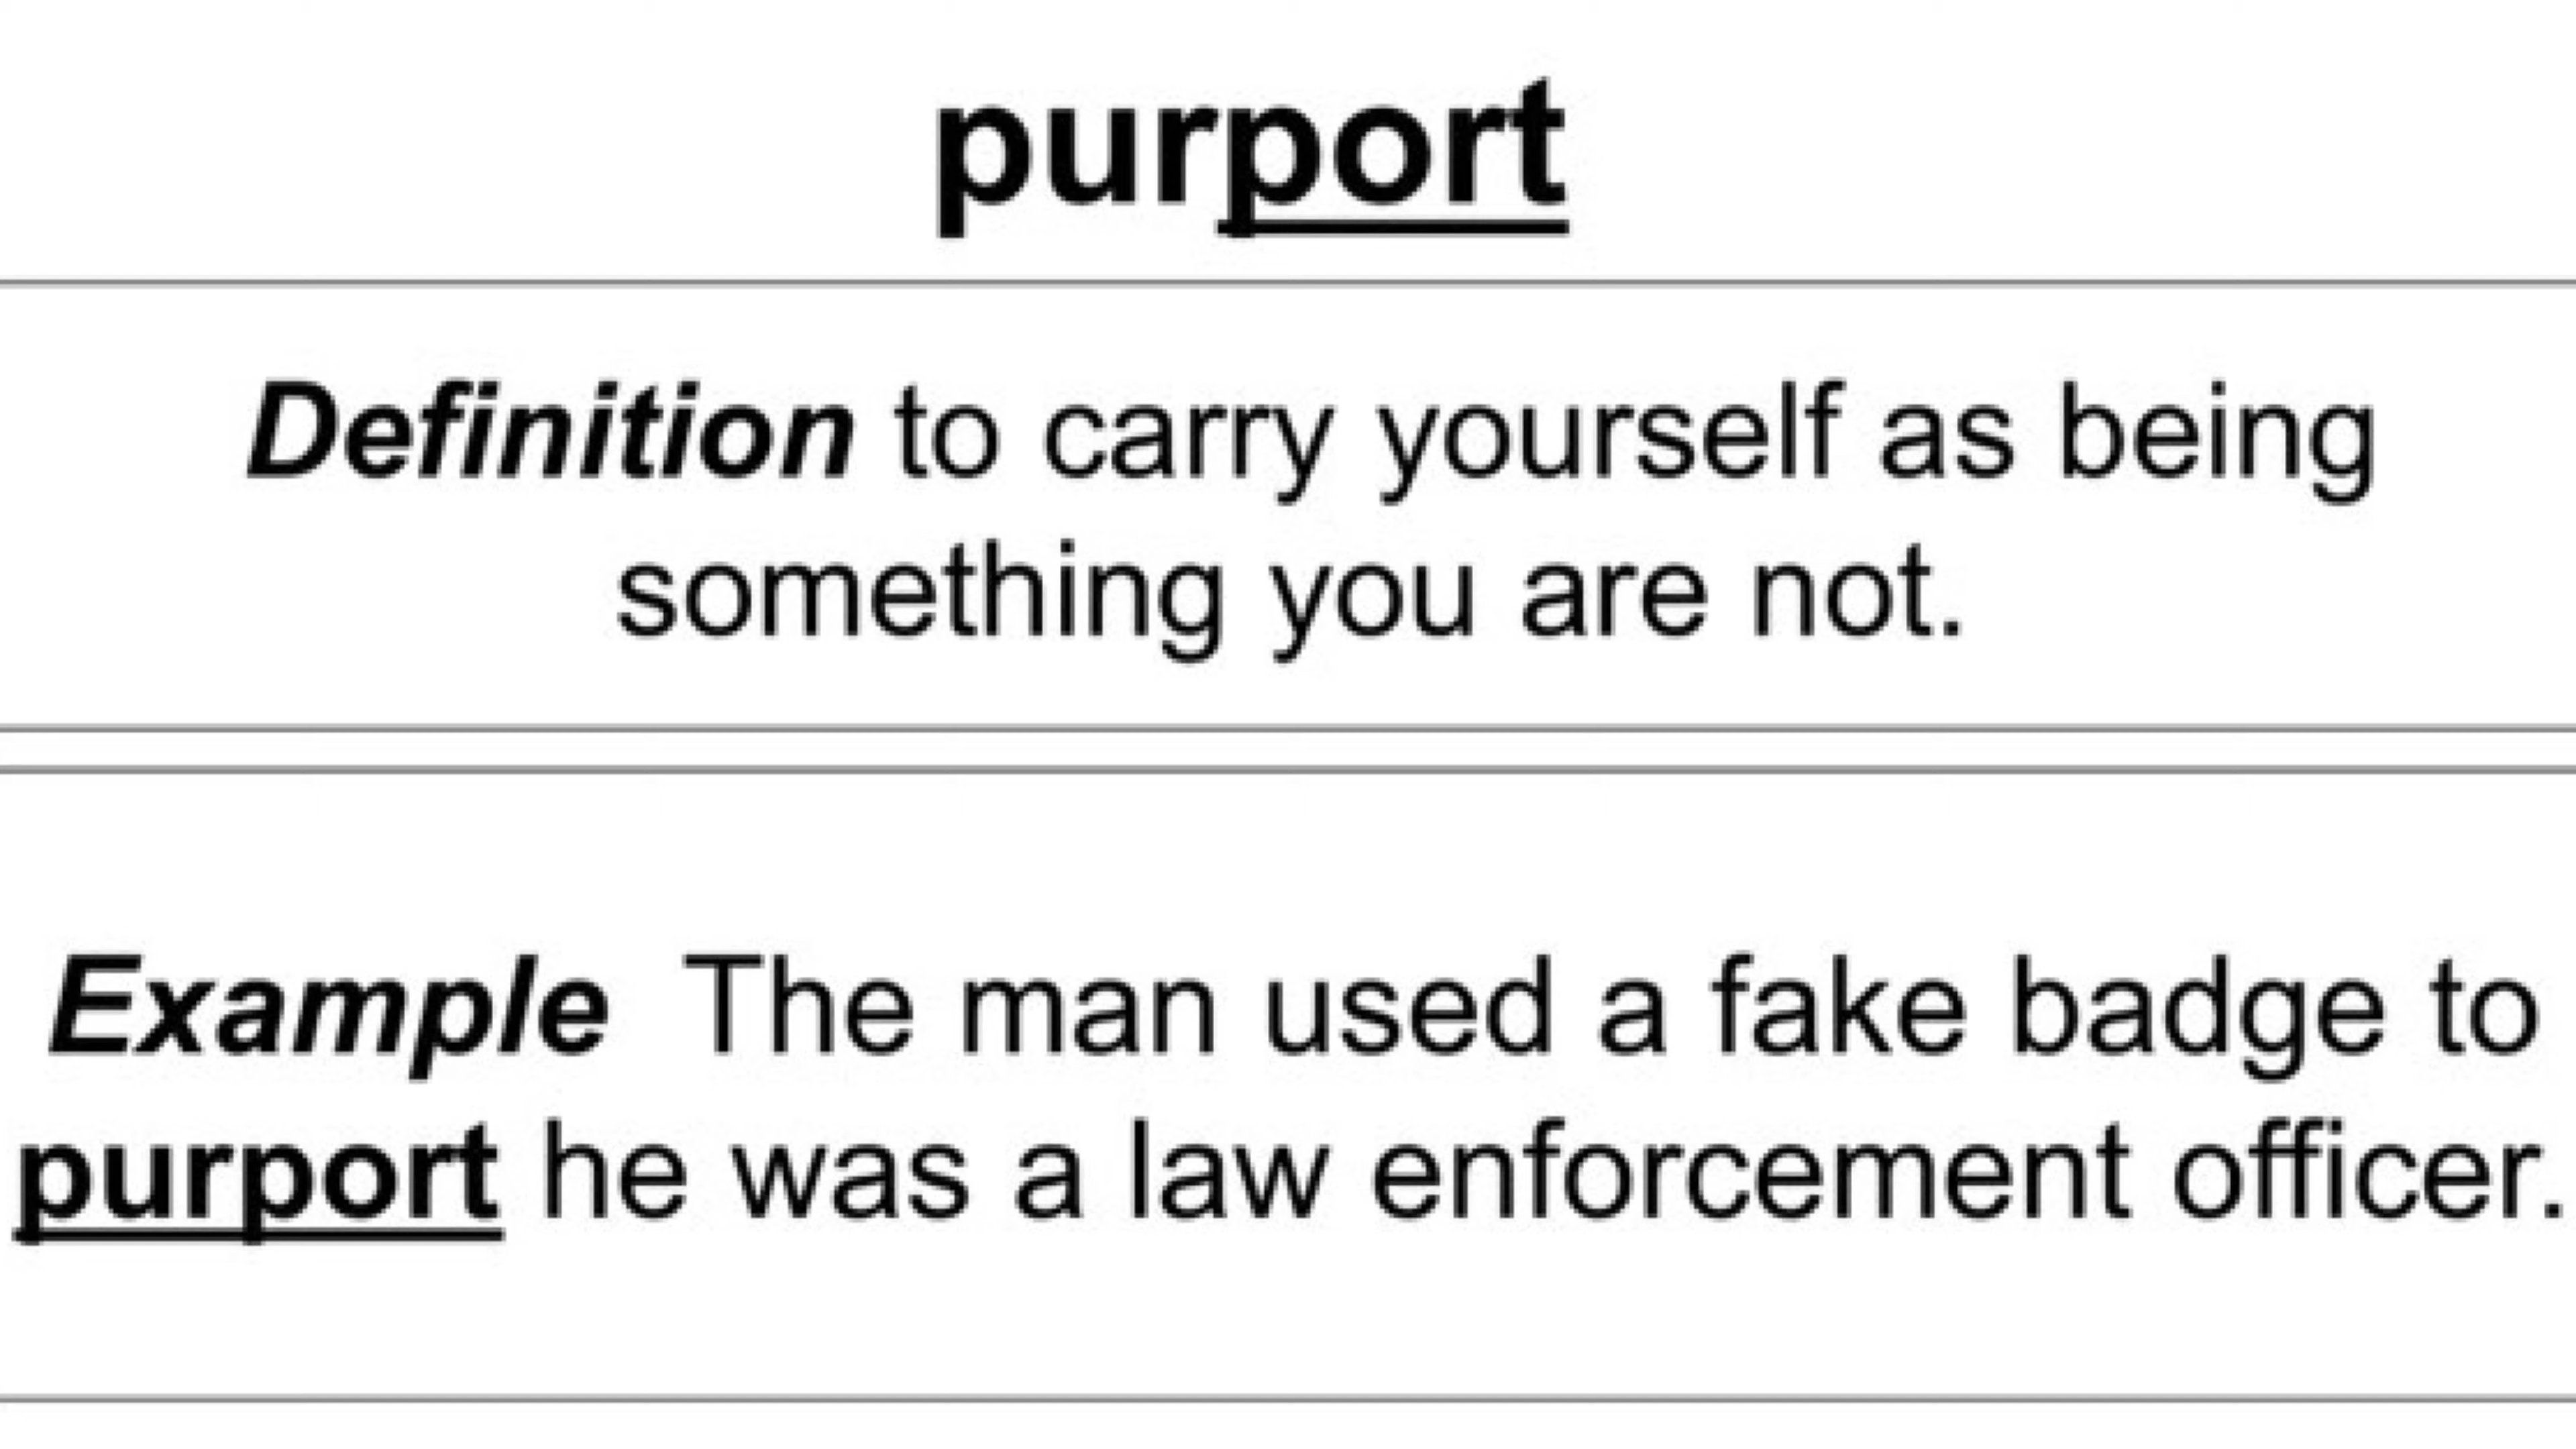 purport
Definition to carry yourself as being
something you are not.
Example The man used a fake badge to
purport he was a law enforcement officer.